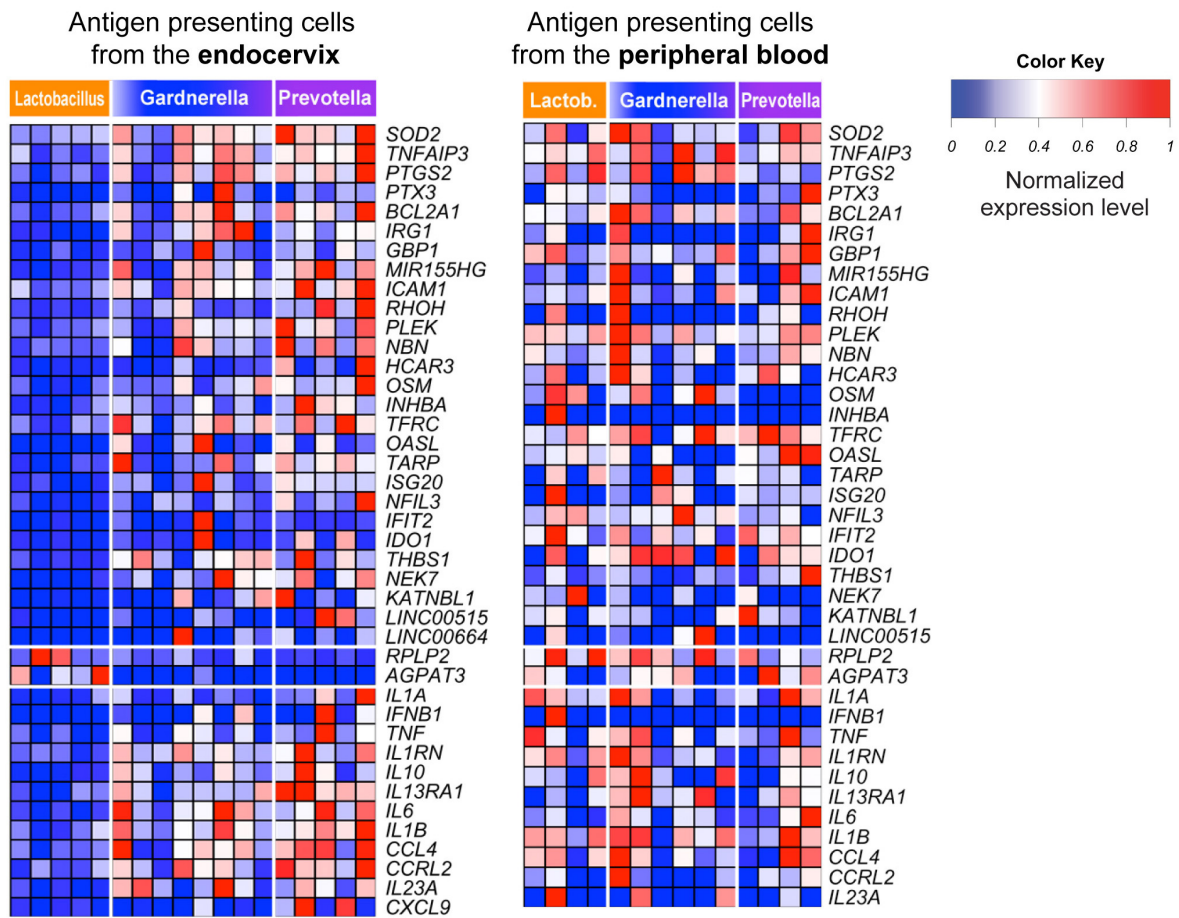 Antigen presenting cells
from the endocervix
Lactobacillus
Gardnerella
Prevotella
SOD2
TNFAIP3
PTGS2
PTX3
BCL2A1
IRG1
GBP1
MIR155HG
ICAM1
RHOH
PLEK
NBN
HCAR3
OSM
INHBA
TFRC
OASL
TARP
ISG20
NFIL3
IFIT2
IDO1
THBS1
NEK7
KATNBL1
LINC00515
LINC00664
RPLP2
AGPAT3
IL1A
IFNB1
TNF
IL1RN
IL10
IL13RA1
IL6
IL1B
CCL4
CCRL2
IL23A
CXCL9
Antigen presenting cells
from the peripheral blood
Lactob.
Gardnerella
Prevotella
SOD2
TNFAIP3
PTGS2
PTX3
BCL2A1
IRG1
GBP1
MIR155HG
ICAM1
RHOH
PLEK
NBN
HCAR3
OSM
INHBA
TFRC
OASL
TARP
ISG20
NFIL3
IFIT2
IDO1
THBS1
NEK7
KATNBL1
LINC00515
RPLP2
AGPAT3
IL1A
IFNB1
TNF
IL1RN
IL10
IL13RA1
IL6
IL1B
CCL4
CCRL2
IL23A
Color Key
0 0.2 0.4 0.6 0.8 1
Normalized
expression level